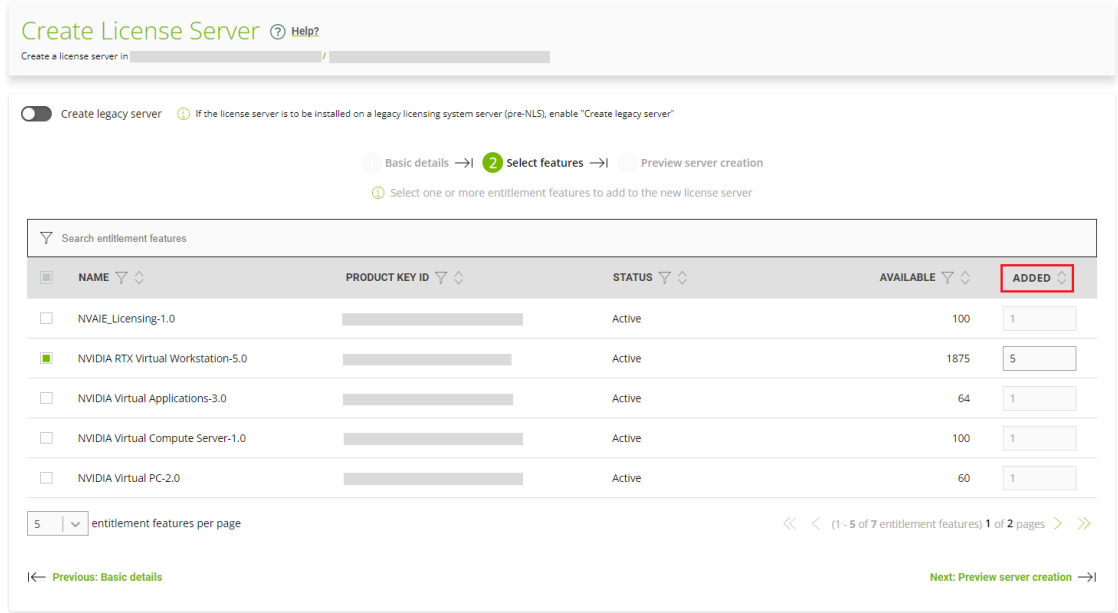 Create License Server ? Help?
Create a license server in /
Create legacy server If the license server is to be installed on a legacy licensing system server (pre-NLS), enable "Create legacy server"
1 Basic details 2 Select features Preview server creation
Select one or more entitlement features to add to the new license server
Search entitlement features
NAME PRODUCT KEY ID STATUS AVAILABLE ADDED
NVAIE_Licensing-1.0 Active 100 1
NVIDIA RTX Virtual Workstation-5.0 Active 1875 5
NVIDIA Virtual Applications-3.0 Active 64 1
NVIDIA Virtual Compute Server-1.0 Active 100 1
NVIDIA Virtual PC-2.0 Active 60 1
5 entitlement features per page (1 - 5 of 7 entitlement features) 1 of 2 pages
Previous: Basic details Next: Preview server creation